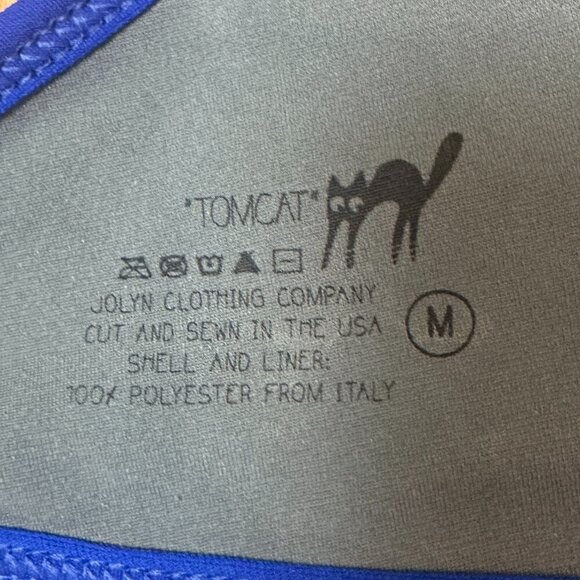 "TOMCAT"
JOLYN CLOTHING COMPANY
CUT AND SEWN IN THE USA
M
SHELL AND LINER:
100% POLYESTER FROM ITALY